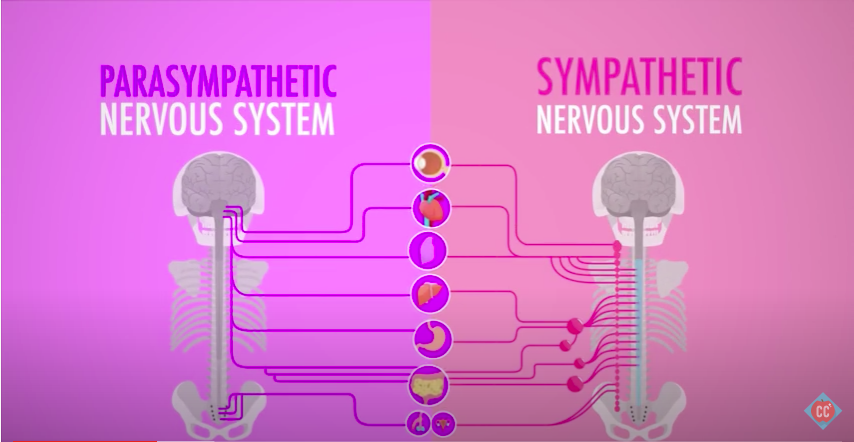 PARASYMPATHETIC
NERVOUS SYSTEM
SYMPATHETIC
NERVOUS SYSTEM
CC